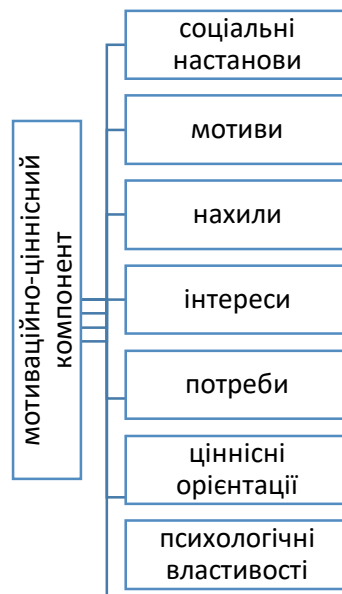 мотиваційно-ціннісний
компонент
соціальні
настанови
мотиви
нахили
інтереси
потреби
ціннісні
орієнтації
психологічні
властивості